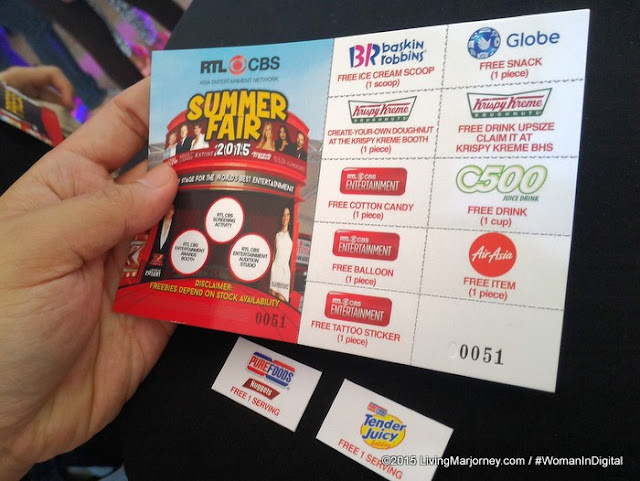 RTL CBS
ASIA ENTERTAINMENT NETWORK
SUMMER
FAIR
2015
STAGE FOR THE WORLD'S BEST ENTERTAINMENT
RTL CBS
SCREENING
ACTIVITY
RTL CBS
ENTERTAINMENT
AWARDS
BOOTH
RTL CBS
ENTERTAINMENT
AUDITION
STUDIO
DISCLAIMER:
FREEBIES DEPEND ON STOCK AVAILABILITY
0051
BR baskin
robbins
FREE ICE CREAM SCOOP
(1 scoop)
Globe
FREE SNACK
(1 piece)
Krispy Kreme
DOUGHNUTS
CREATE-YOUR-OWN DOUGHNUT
AT THE KRISPY KREME BOOTH
(1 piece)
Krispy Kreme
DOUGHNUTS
FREE DRINK UPSIZE
CLAIM IT AT
KRISPY KREME BHS
RTL CBS
ENTERTAINMENT
FREE COTTON CANDY
(1 piece)
C500
JUICE DRINK
FREE DRINK
(1 cup)
RTL CBS
ENTERTAINMENT
FREE BALLOON
(1 piece)
AirAsia
FREE ITEM
(1 piece)
RTL CBS
ENTERTAINMENT
FREE TATTOO STICKER
(1 piece)
0051
PUREFOODS
Nuggets
FREE 1 SERVING
Tender
Juicy
FREE 1 SERVING
©2015 LivingMarjorney.com / #WomanInDigital